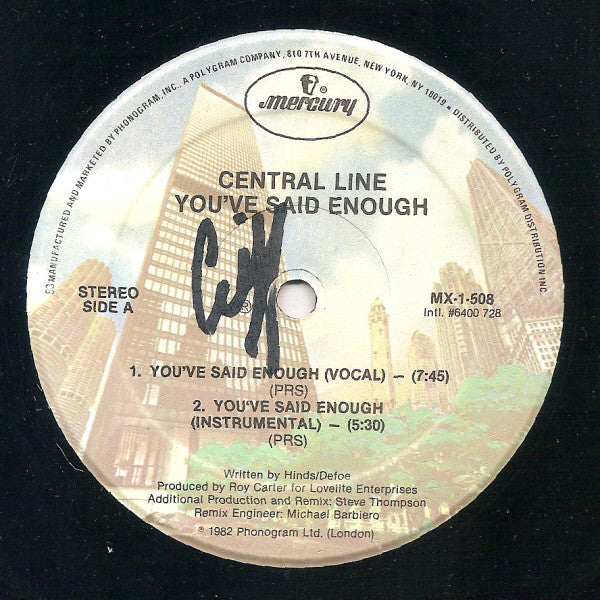 ℗ 83 MANUFACTURED AND MARKETED BY PHONOGRAM, INC., A POLYGRAM COMPANY, 810 7TH AVENUE, NEW YORK, NY 10019 • DISTRIBUTED BY POLYGRAM DISTRIBUTION INC
mercury®
CENTRAL LINE
YOU'VE SAID ENOUGH
STEREO
SIDE A
MX-1-508
Intl. #6400 728
1. YOU'VE SAID ENOUGH (VOCAL) – (7:45)
(PRS)
2. YOU'VE SAID ENOUGH
(INSTRUMENTAL) – (5:30)
(PRS)
Written by Hinds/Defoe
Produced by Roy Carter for Lovelite Enterprises
Additional Production and Remix: Steve Thompson
Remix Engineer: Michael Barbiero
℗ 1982 Phonogram Ltd. (London)